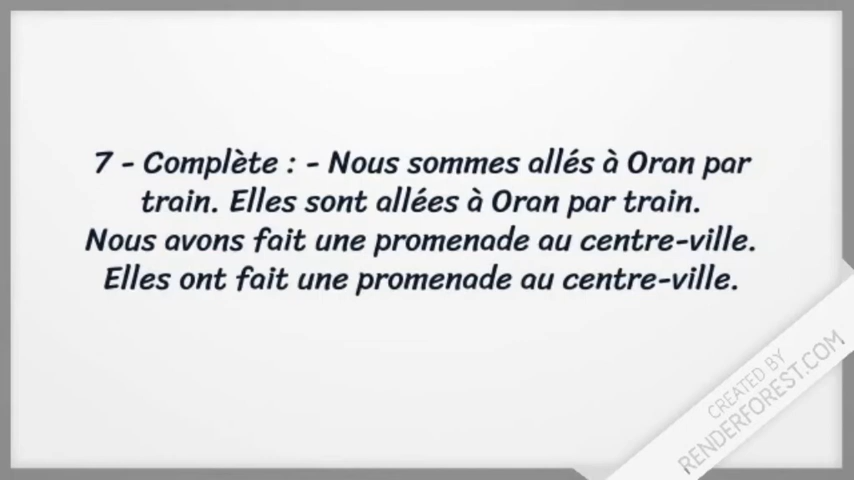 7 - Complète : - Nous sommes allés à Oran par
train. Elles sont allées à Oran par train.
Nous avons fait une promenade au centre-ville.
Elles ont fait une promenade au centre-ville.
CREATED BY
RENDERFOREST.COM